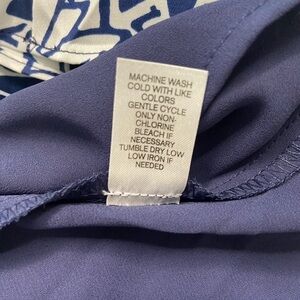 MACHINE WASH
COLD WITH LIKE
COLORS
GENTLE CYCLE
ONLY NON-
CHLORINE
BLEACH IF
NECESSARY
TUMBLE DRY LOW
LOW IRON IF
NEEDED